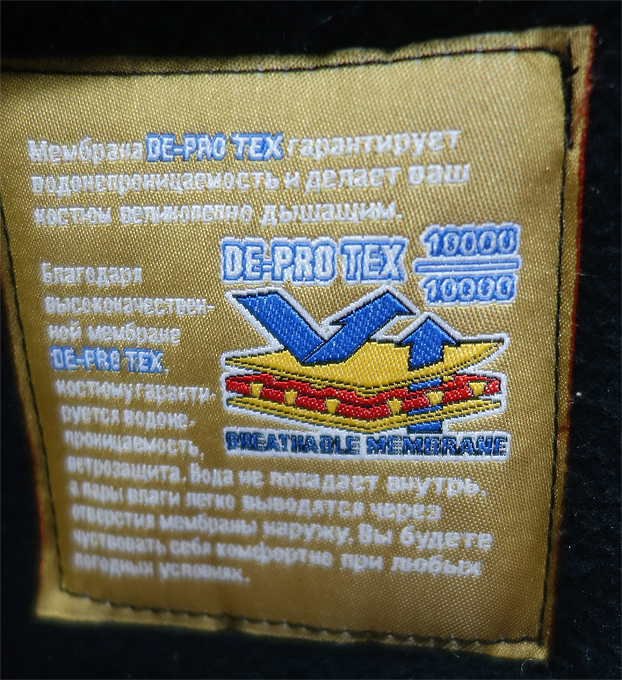 Мембрана DE-PRO TEX гарантирует
водонепроницаемость и делает ваш
костюм великолепно дышащим.
DE-PRO TEX 10000
10000
Благодаря
высококачествен-
ной мембране
DE-PRO TEX,
костюму гаранти-
руется водоне-
проницаемость,
ветрозащита. Вода не попадает внутрь,
а пары влаги легко выводятся через
отверстия мембраны наружу. Вы будете
чуствовать себя комфортно при любых
погодных условиях.
BREATHABLE MEMBRANE